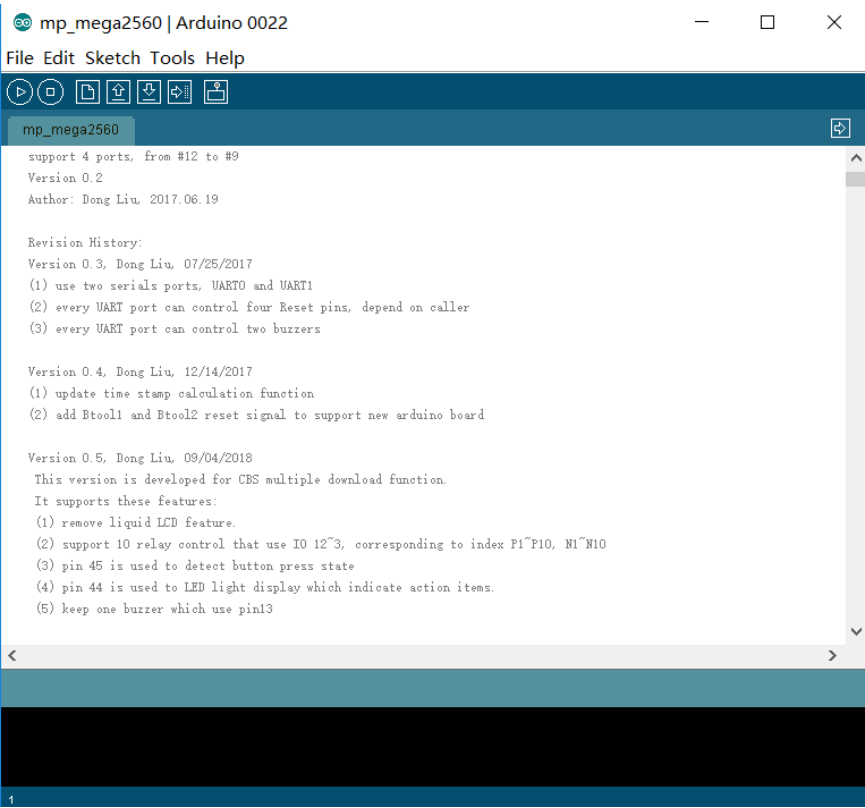 mp_mega2560 | Arduino 0022
File Edit Sketch Tools Help
mp_mega2560
support 4 ports, from #12 to #9
Version 0.2
Author: Dong Liu, 2017.06.19
Revision History:
Version 0.3, Dong Liu, 07/25/2017
(1) use two serials ports, UART0 and UART1
(2) every UART port can control four Reset pins, depend on caller
(3) every UART port can control two buzzers
Version 0.4, Dong Liu, 12/14/2017
(1) update time stamp calculation function
(2) add Btool1 and Btool2 reset signal to support new arduino board
Version 0.5, Dong Liu, 09/04/2018
This version is developed for CBS multiple download function.
It supports these features:
(1) remove liquid LCD feature.
(2) support 10 relay control that use IO 12~3, corresponding to index P1~P10, N1~N10
(3) pin 45 is used to detect button press state
(4) pin 44 is used to LED light display which indicate action items.
(5) keep one buzzer which use pin13
1